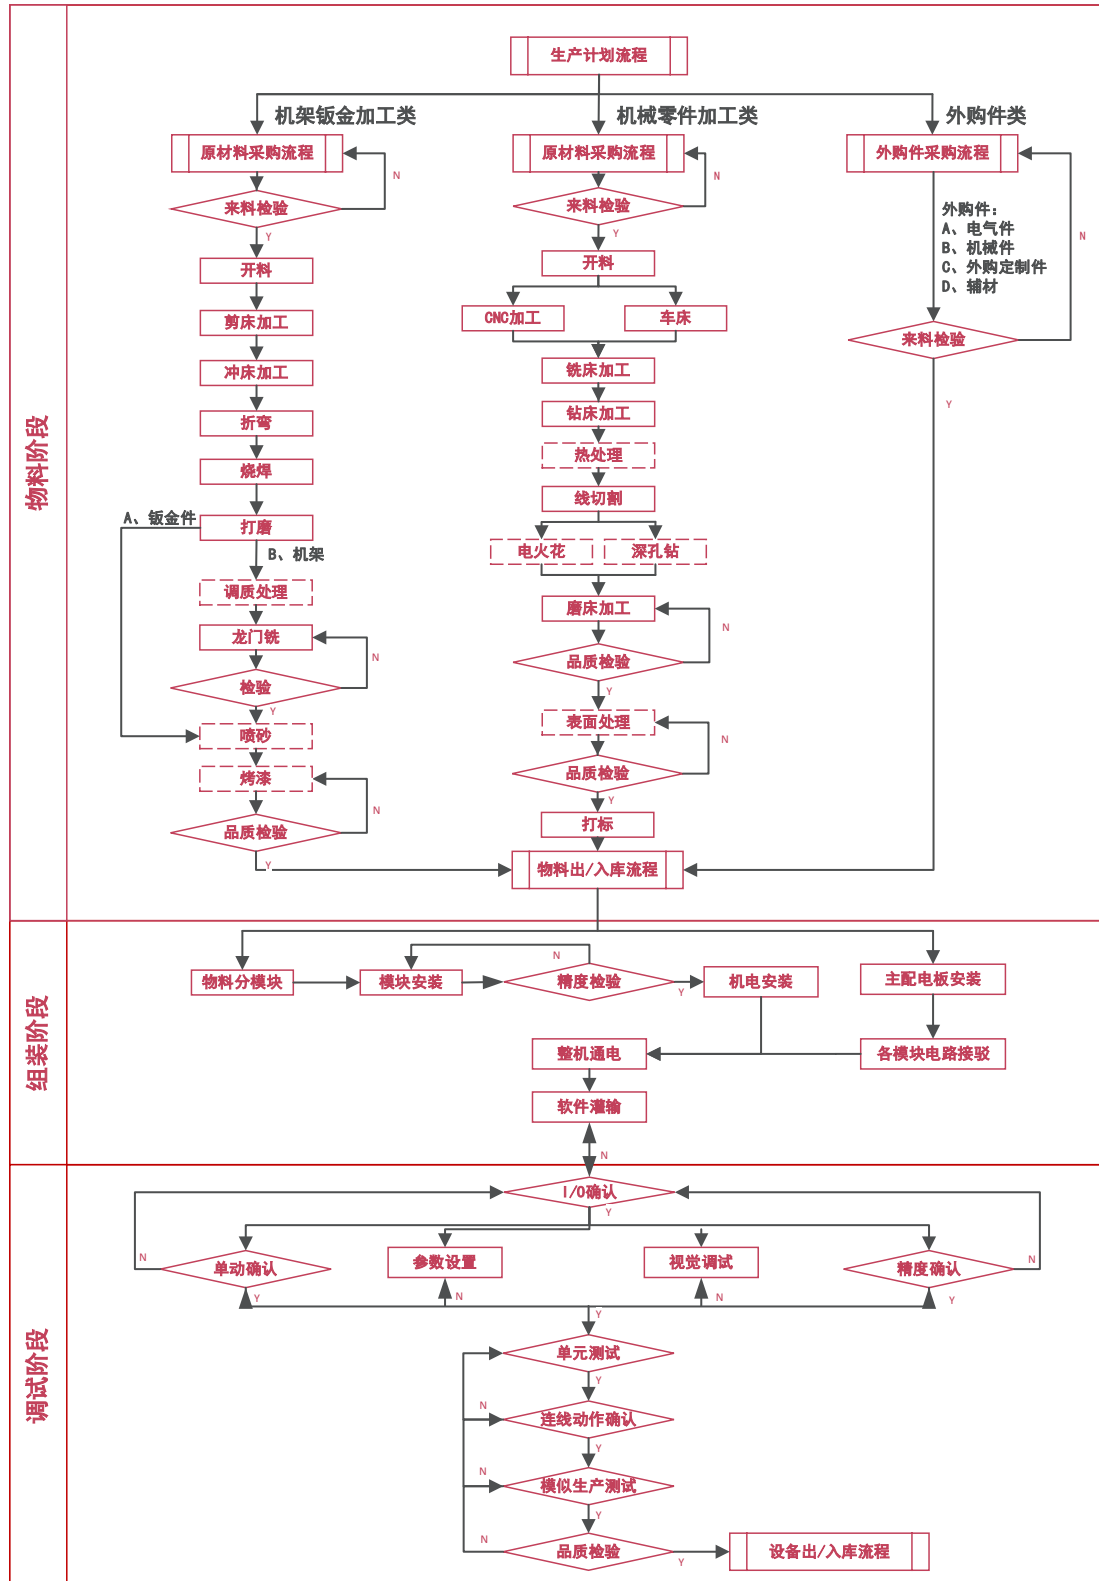 物料阶段
生产计划流程
机架钣金加工类
机械零件加工类
外购件类
原材料采购流程
原材料采购流程
外购件采购流程
N
N
来料检验
来料检验
外购件：
A、电气件
B、机械件
C、外购定制件
D、辅材
N
Y
Y
开料
开料
剪床加工
CNC加工
车床
来料检验
冲床加工
铣床加工
Y
折弯
钻床加工
烧焊
热处理
线切割
A、钣金件
打磨
B、机架
电火花
深孔钻
调质处理
磨床加工
龙门铣
N
N
检验
品质检验
Y
Y
喷砂
表面处理
N
烤漆
品质检验
N
Y
品质检验
打标
Y
物料出/入库流程
组装阶段
N
物料分模块
模块安装
精度检验
Y
机电安装
主配电板安装
整机通电
各模块电路接驳
软件灌输
N
调试阶段
I/O确认
Y
N
单动确认
参数设置
视觉调试
精度确认
N
Y
N
N
Y
Y
单元测试
Y
N
连线动作确认
Y
N
模似生产测试
Y
N
品质检验
Y
设备出/入库流程